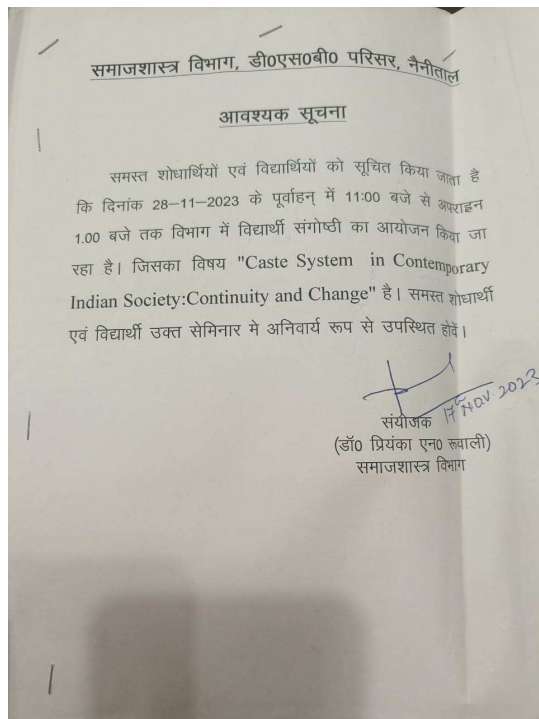 समाजशास्त्र विभाग, डी0एस0बी0 परिसर, नैनीताल
आवश्यक सूचना
समस्त शोधार्थियों एवं विद्यार्थियों को सूचित किया जाता है
कि दिनांक 28-11-2023 के पूर्वाहन् में 11:00 बजे से अपराह्न
1.00 बजे तक विभाग में विद्यार्थी संगोष्ठी का आयोजन किया जा
रहा है। जिसका विषय "Caste System in Contemporary
Indian Society:Continuity and Change" है। समस्त शोधार्थी
एवं विद्यार्थी उक्त सेमिनार मे अनिवार्य रूप से उपस्थित होवें।
17th NOV 2023
संयोजक
(डॉ0 प्रियंका एन0 रूवाली)
समाजशास्त्र विभाग